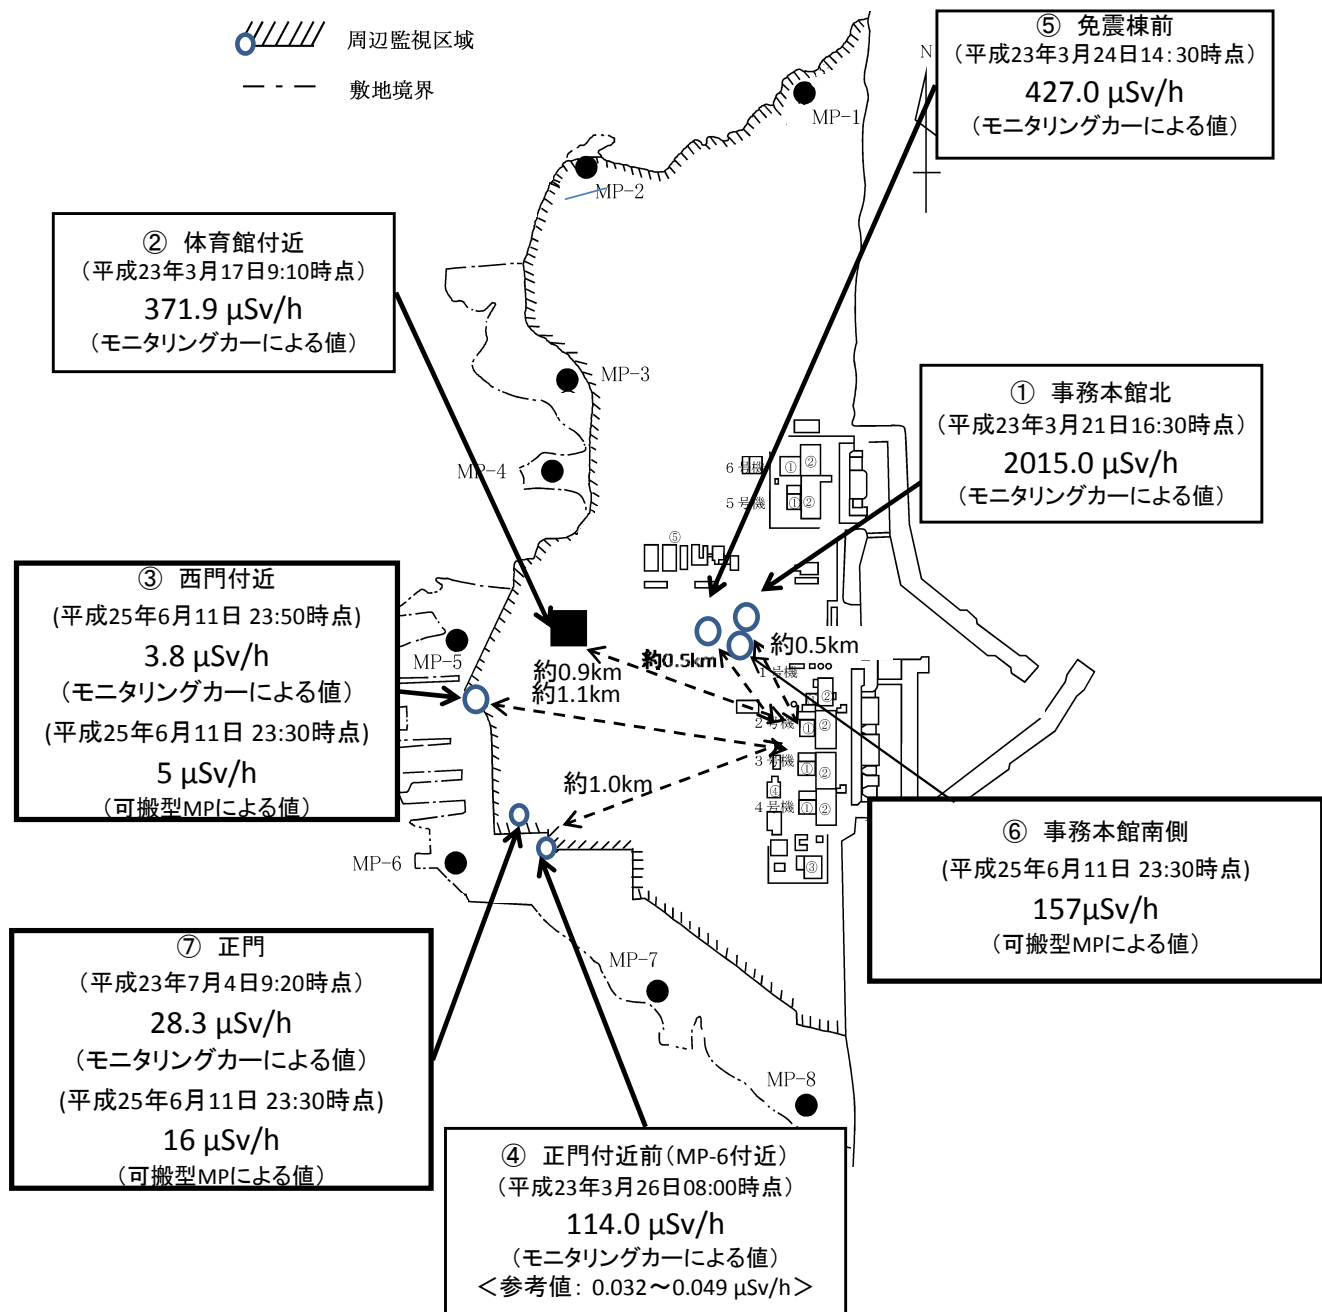 周辺監視区域
敷地境界
⑤ 免震棟前
（平成23年3月24日14:30時点）
427.0 μSv/h
（モニタリングカーによる値）
N
MP-1
MP-2
② 体育館付近
（平成23年3月17日9:10時点）
371.9 μSv/h
（モニタリングカーによる値）
MP-3
① 事務本館北
（平成23年3月21日16:30時点）
2015.0 μSv/h
（モニタリングカーによる値）
MP-4
6号機
①
②
5号機
①
②
⑤
③ 西門付近
(平成25年6月11日 23:50時点)
3.8 μSv/h
（モニタリングカーによる値）
(平成25年6月11日 23:30時点)
5 μSv/h
（可搬型MPによる値）
MP-5
約0.9km
約1.1km
約0.5km
約0.5km
1号機
②
2号機
①
②
3号機
①
②
④
4号機
①
②
③
約1.0km
MP-6
⑥ 事務本館南側
(平成25年6月11日 23:30時点)
157μSv/h
（可搬型MPによる値）
⑦ 正門
（平成23年7月4日9:20時点）
28.3 μSv/h
（モニタリングカーによる値）
(平成25年6月11日 23:30時点)
16 μSv/h
（可搬型MPによる値）
MP-7
MP-8
④ 正門付近前（MP-6付近）
（平成23年3月26日08:00時点）
114.0 μSv/h
（モニタリングカーによる値）
＜参考値： 0.032～0.049 μSv/h＞